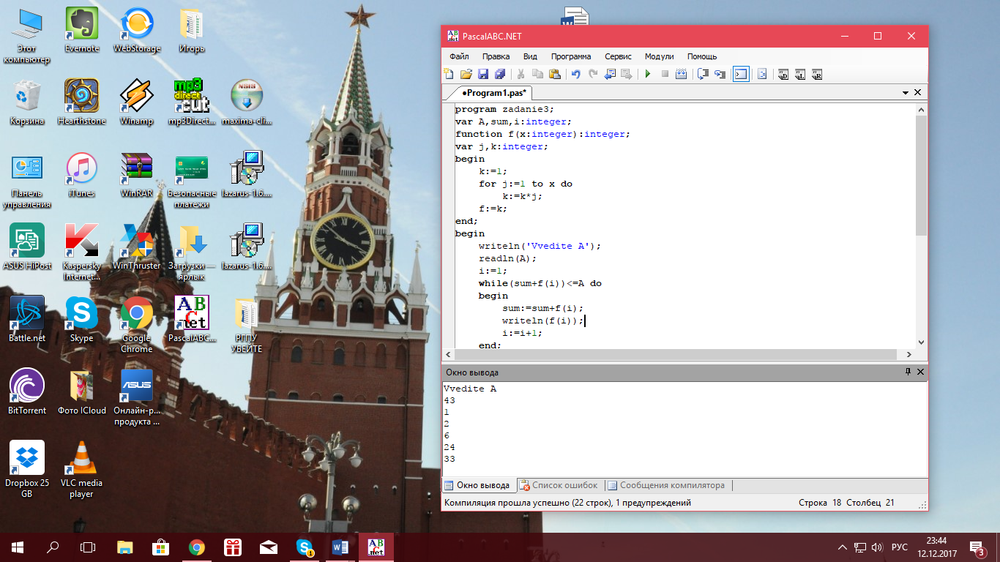 Этот
компьютер
Evernote
WebStorage
Игорь
Корзина
Hearthstone
Winamp
mp3Direct...
maxima-cli...
Панель
управления
iTunes
WinRAR
Безопасные
платежи
lazarus-1.6....
ASUS HiPost
Kaspersky
Internet...
WinThruster
Загрузки —
ярлык
lazarus-1.6....
Battle.net
Skype
Google
Chrome
PascalABC...
РГПУ
УБЕЙТЕ
BitTorrent
Фото ICloud
Онлайн-р...
продукта ...
Dropbox 25
GB
VLC media
player
mp3
direct
cut
NSIS
ASUS
PascalABC.NET
Файл Правка Вид Программа Сервис Модули Помощь
•Program1.pas*
program zadanie3;
var A,sum,i:integer;
function f(x:integer):integer;
var j,k:integer;
begin
k:=1;
for j:=1 to x do
k:=k*j;
f:=k;
end;
begin
writeln('Vvedite A');
readln(A);
i:=1;
while(sum+f(i))<=A do
begin
sum:=sum+f(i);
writeln(f(i));
i:=i+1;
end;
Окно вывода
Vvedite A
43
1
2
6
24
33
Окно вывода Список ошибок Сообщения компилятора
Компиляция прошла успешно (22 строк), 1 предупреждений Строка 18 Столбец 21
РУС
23:44
12.12.2017
3